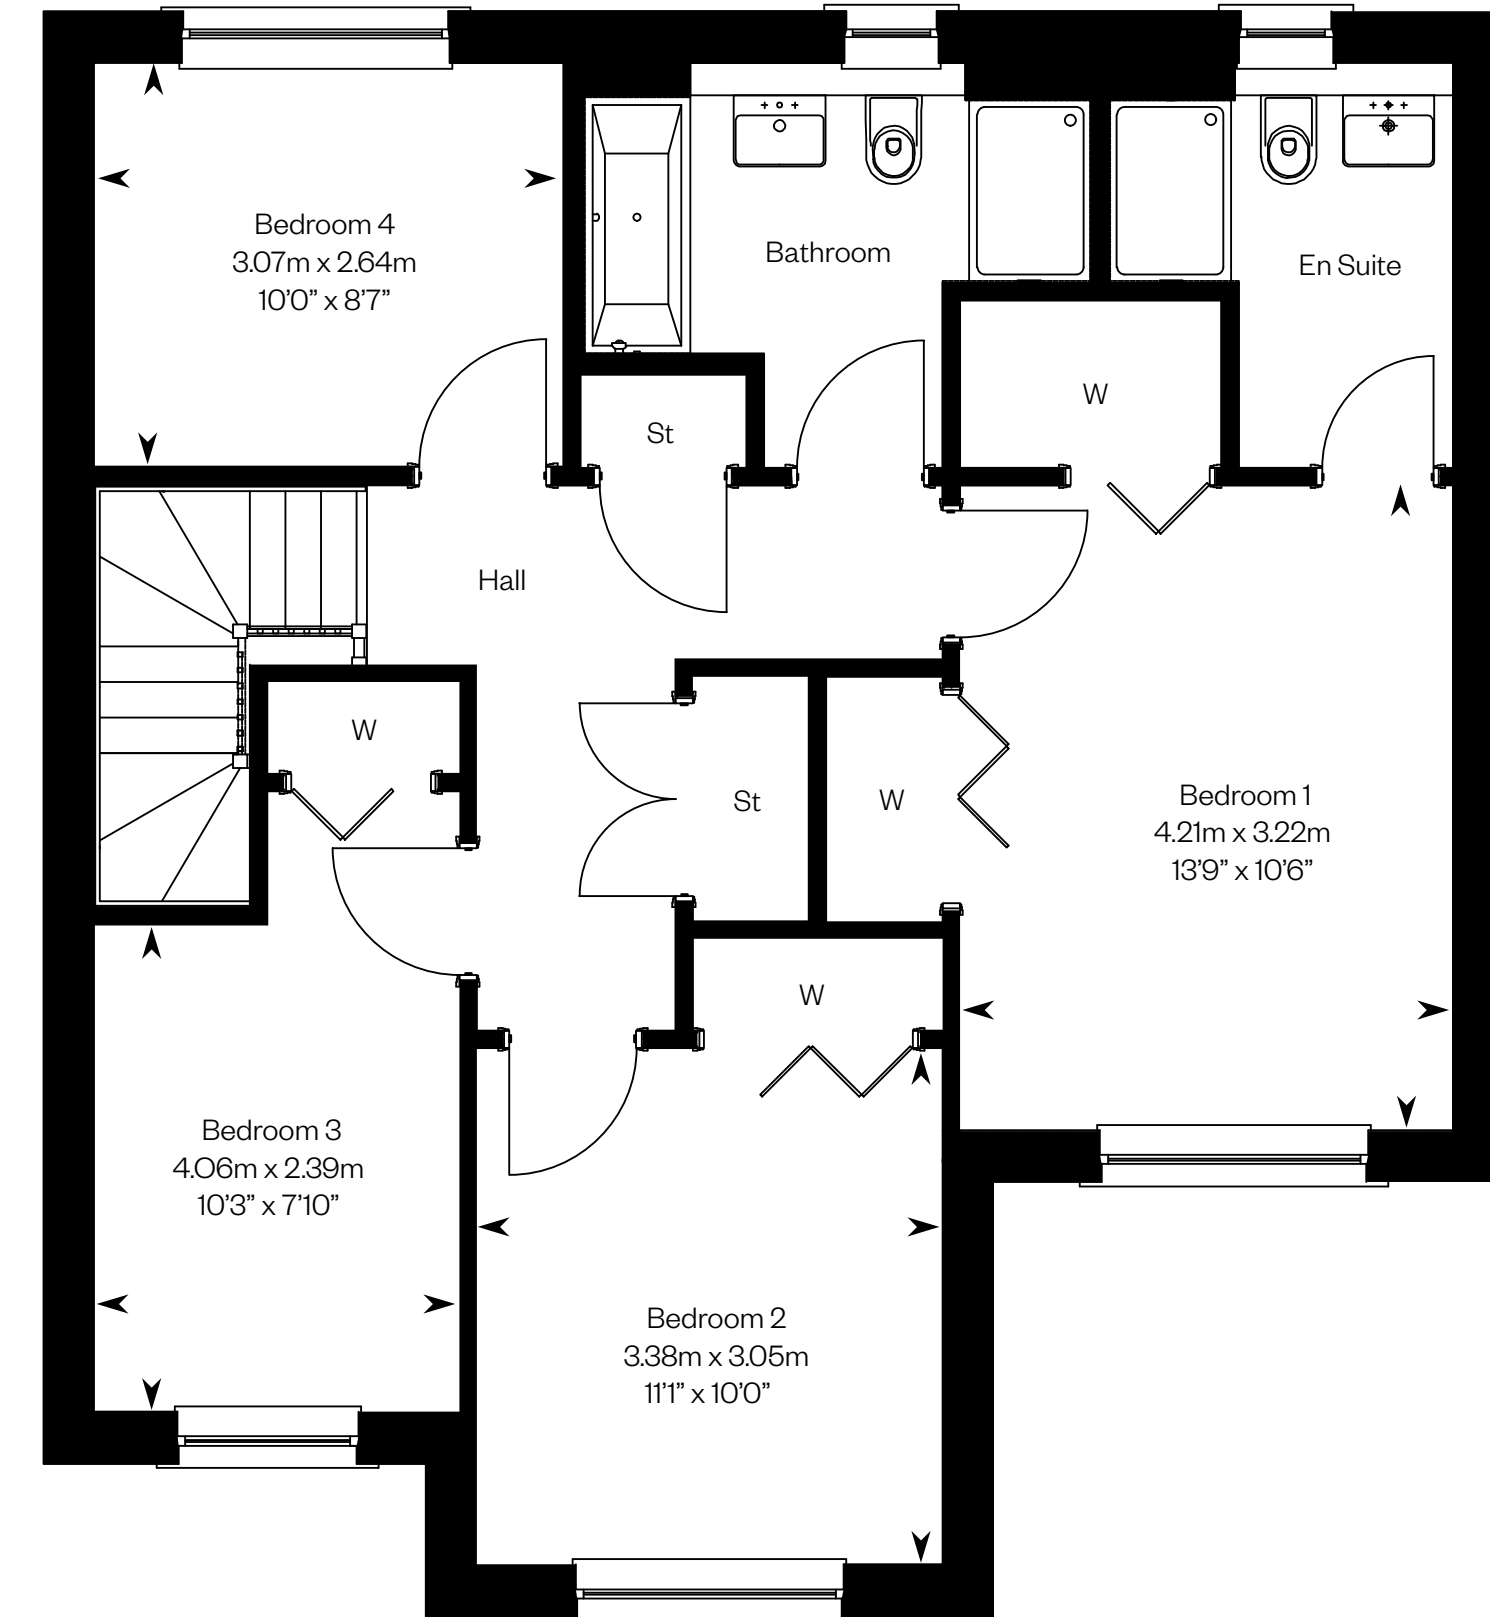 Bedroom 4
3.07m x 2.64m
10'0” x 8'7”
Bathroom
En Suite
W
St
Hall
W
St
W
Bedroom 1
4.21m x 3.22m
13'9” x 10'6”
W
Bedroom 3
4.06m x 2.39m
10'3” x 7'10”
Bedroom 2
3.38m x 3.05m
11'1” x 10'0”